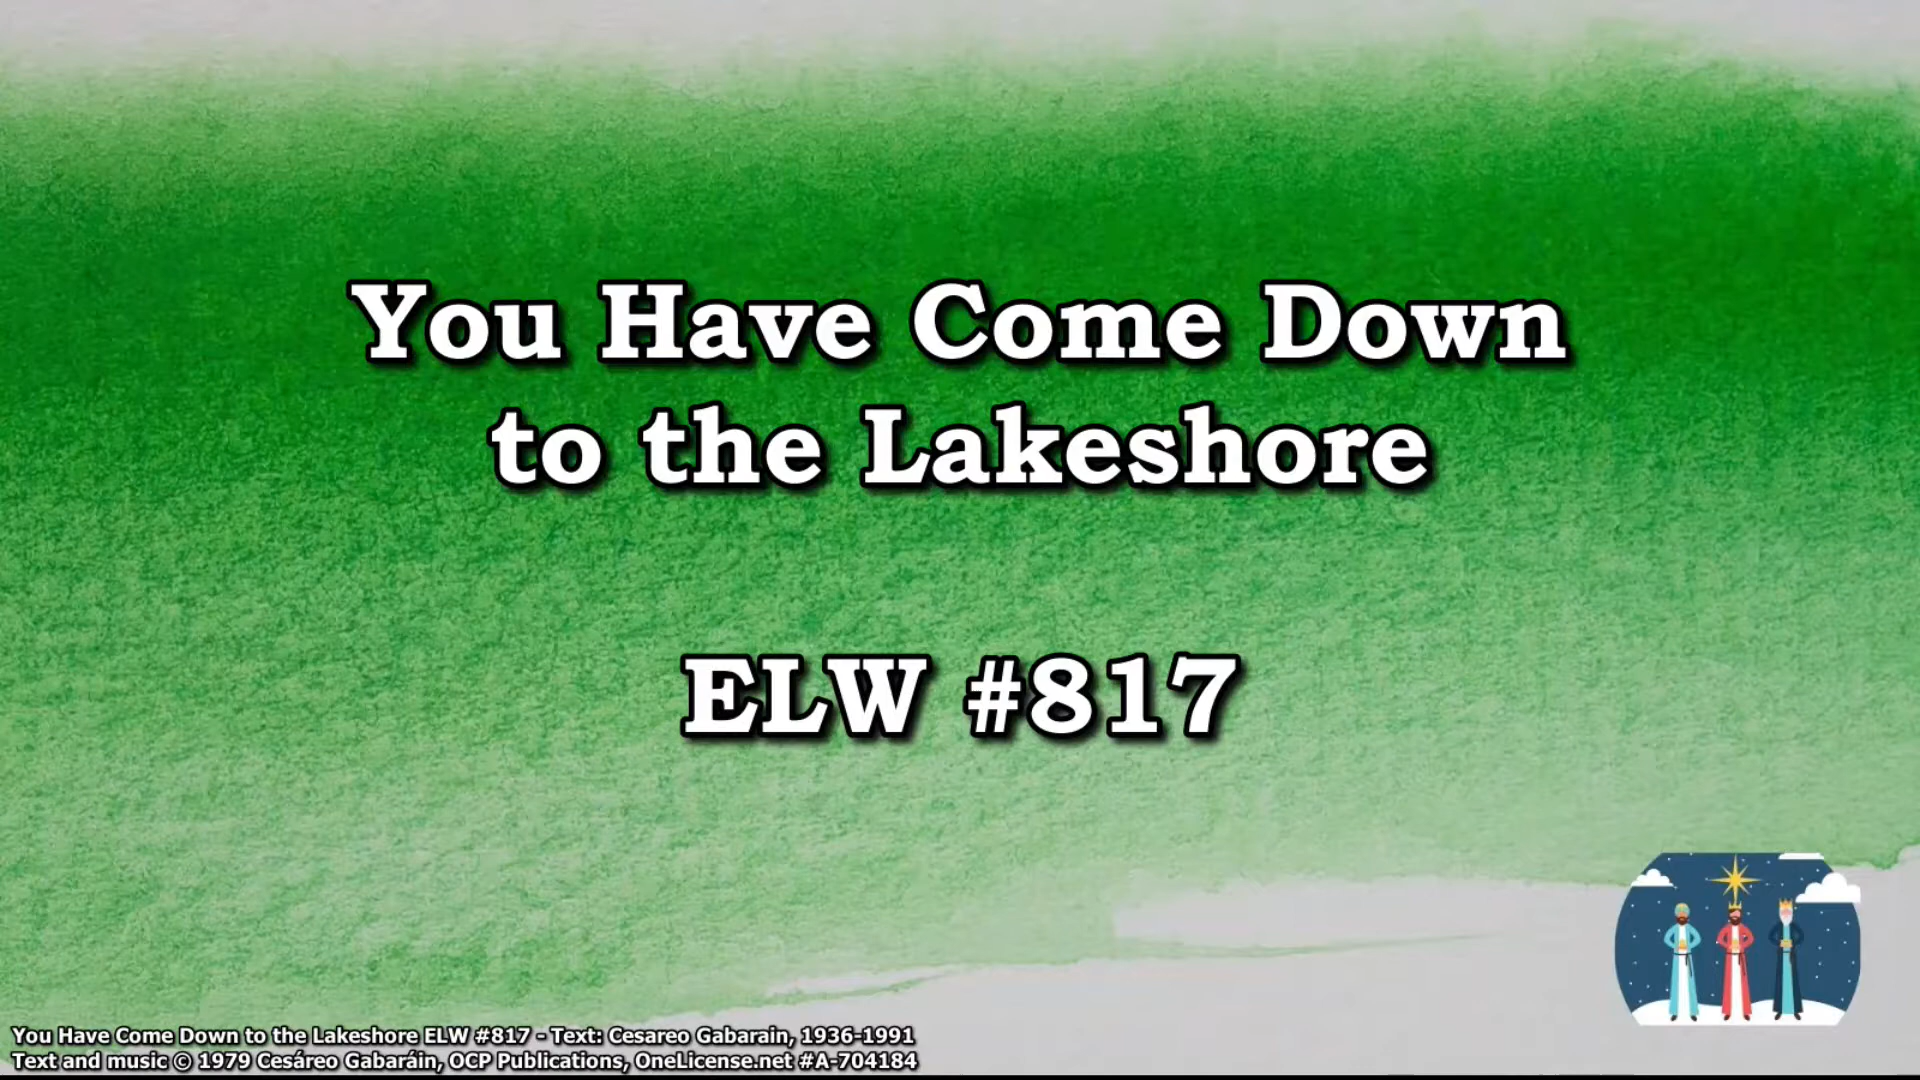 You Have Come Down
to the Lakeshore
ELW #817
You Have Come Down to the Lakeshore ELW #817 - Text: Cesareo Gabarain, 1936-1991
Text and music © 1979 Cesáreo Gabaráin, OCP Publications, OneLicense.net #A-704184